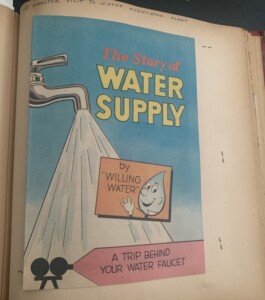 The Story of
WATER
SUPPLY
by
"WILLING
WATER"
A TRIP BEHIND
YOUR WATER FAUCET